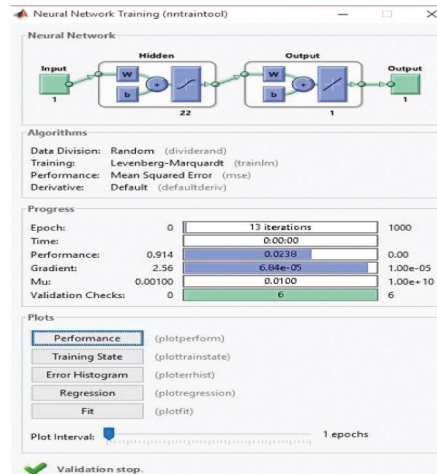 Neural Network Training (nntraintool)
Neural Network
Hidden Output
Input Output
W W
b b
+ +
1 22 1 1
Algorithms
Data Division: Random (dividerand)
Training: Levenberg-Marquardt (trainlm)
Performance: Mean Squared Error (mse)
Derivative: Default (defaultderiv)
Progress
Epoch: 0 13 iterations 1000
Time: 0:00:00
Performance: 0.914 0.0238 0.00
Gradient: 2.56 6.84e-05 1.00e-05
Mu: 0.00100 0.0100 1.00e+10
Validation Checks: 0 6 6
Plots
Performance (plotperform)
Training State (plottrainstate)
Error Histogram (ploterrhist)
Regression (plotregression)
Fit (plotfit)
Plot Interval: 1 epochs
Validation stop.